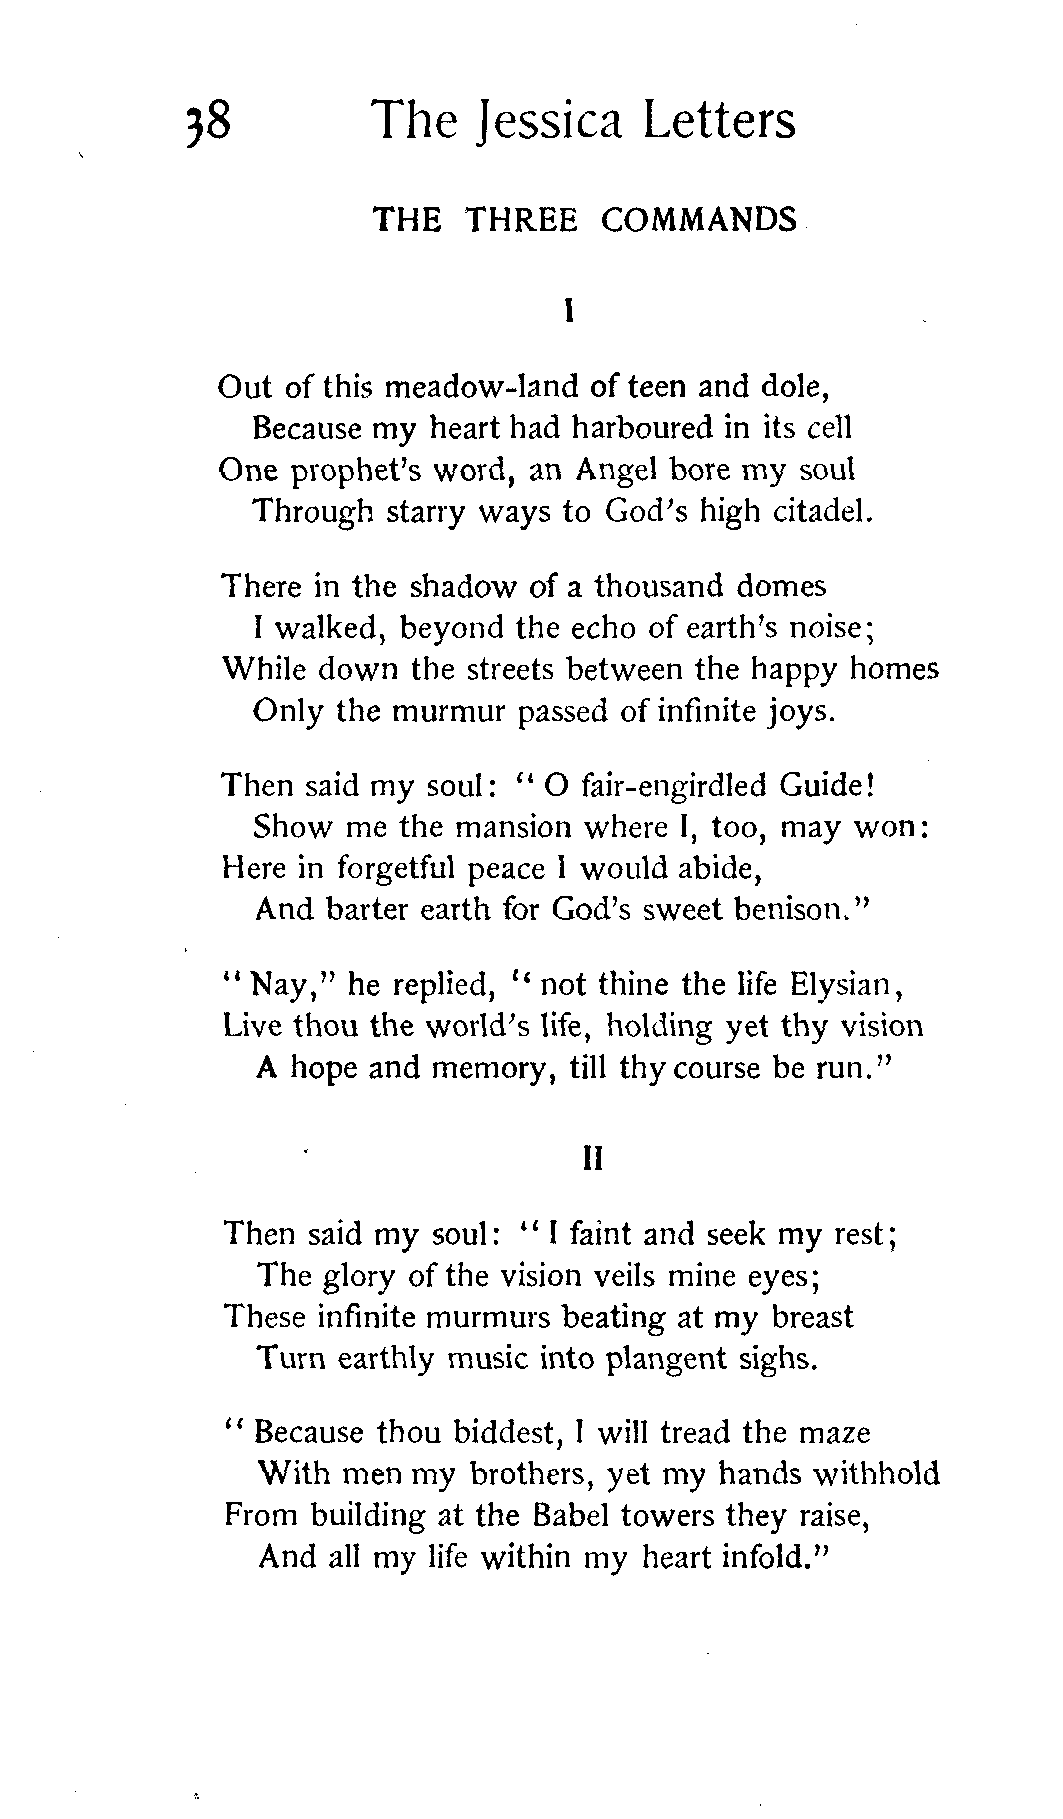 38 The Jessica Letters
THE THREE COMMANDS
I
Out of this meadow-land of teen and dole,
Because my heart had harboured in its cell
One prophet's word, an Angel bore my soul
Through starry ways to God's high citadel.
There in the shadow of a thousand domes
I walked, beyond the echo of earth's noise;
While down the streets between the happy homes
Only the murmur passed of infinite joys.
Then said my soul: “ O fair-engirdled Guide!
Show me the mansion where I, too, may won:
Here in forgetful peace I would abide,
And barter earth for God's sweet benison.”
“ Nay,” he replied, “ not thine the life Elysian,
Live thou the world's life, holding yet thy vision
A hope and memory, till thy course be run.”
II
Then said my soul: “ I faint and seek my rest;
The glory of the vision veils mine eyes;
These infinite murmurs beating at my breast
Turn earthly music into plangent sighs.
“ Because thou biddest, I will tread the maze
With men my brothers, yet my hands withhold
From building at the Babel towers they raise,
And all my life within my heart infold.”